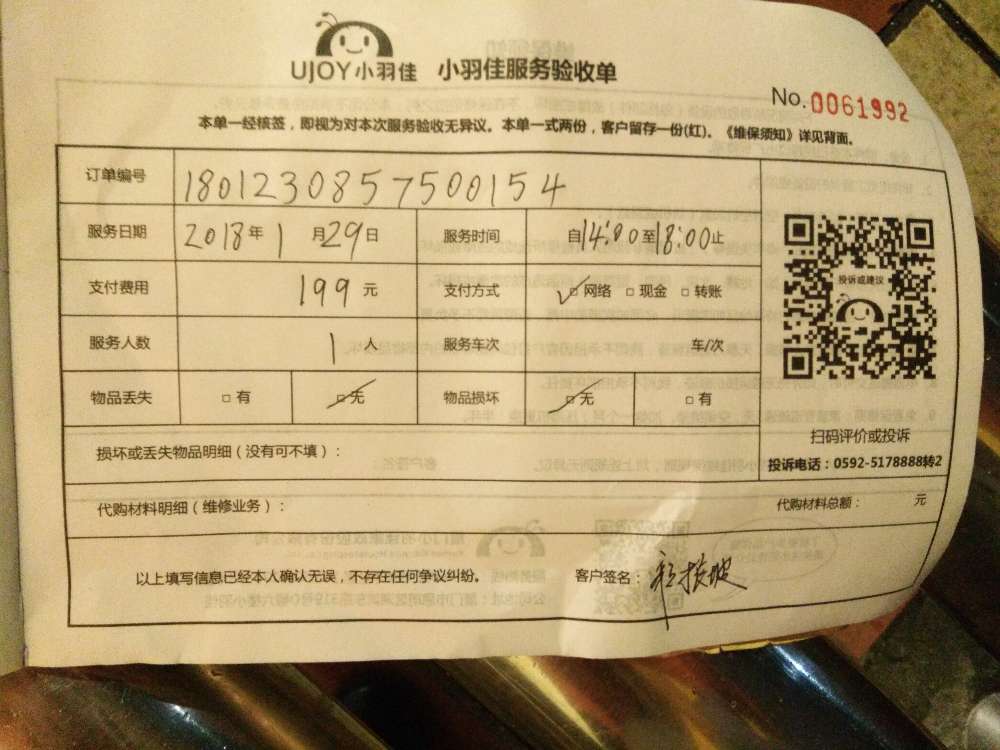 UJOY小羽佳 小羽佳服务验收单
No. 0061992
本单一经核签，即视为对本次服务验收无异议。本单一式两份，客户留存一份(红)。《维保须知》详见背面。
订单编号 18012308575 00154
服务日期 2018年 1 月 29 日 服务时间 自14:00至18:00止
支付费用 199 元 支付方式 ✓□ 网络 □ 现金 □ 转账
投诉或建议
服务人数 1 人 服务车次 车/次
物品丢失 □ 有 □ 无 物品损坏 □ 无 □ 有
扫码评价或投诉
损坏或丢失物品明细（没有可不填）：
投诉电话：0592-5178888转2
代购材料明细（维修业务）： 代购材料总额： 元
以上填写信息已经本人确认无误，不存在任何争议纠纷。 客户签名：